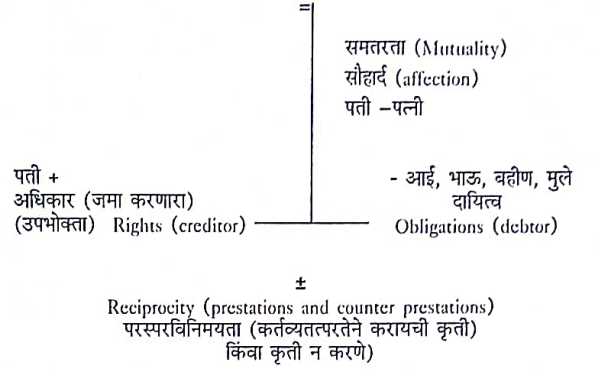 =
समतरता (Mutuality)
सौहार्द (affection)
पती –पत्नी
पती +
अधिकार (जमा करणारा)
(उपभोक्ता) Rights (creditor)
- आई, भाऊ, वहीण, मुले
दायित्व
Obligations (debtor)
±
Reciprocity (prestations and counter prestations)
परस्परविनिमयता (कर्तव्यतत्परतेने करायची कृती)
किंवा कृती न करणे)